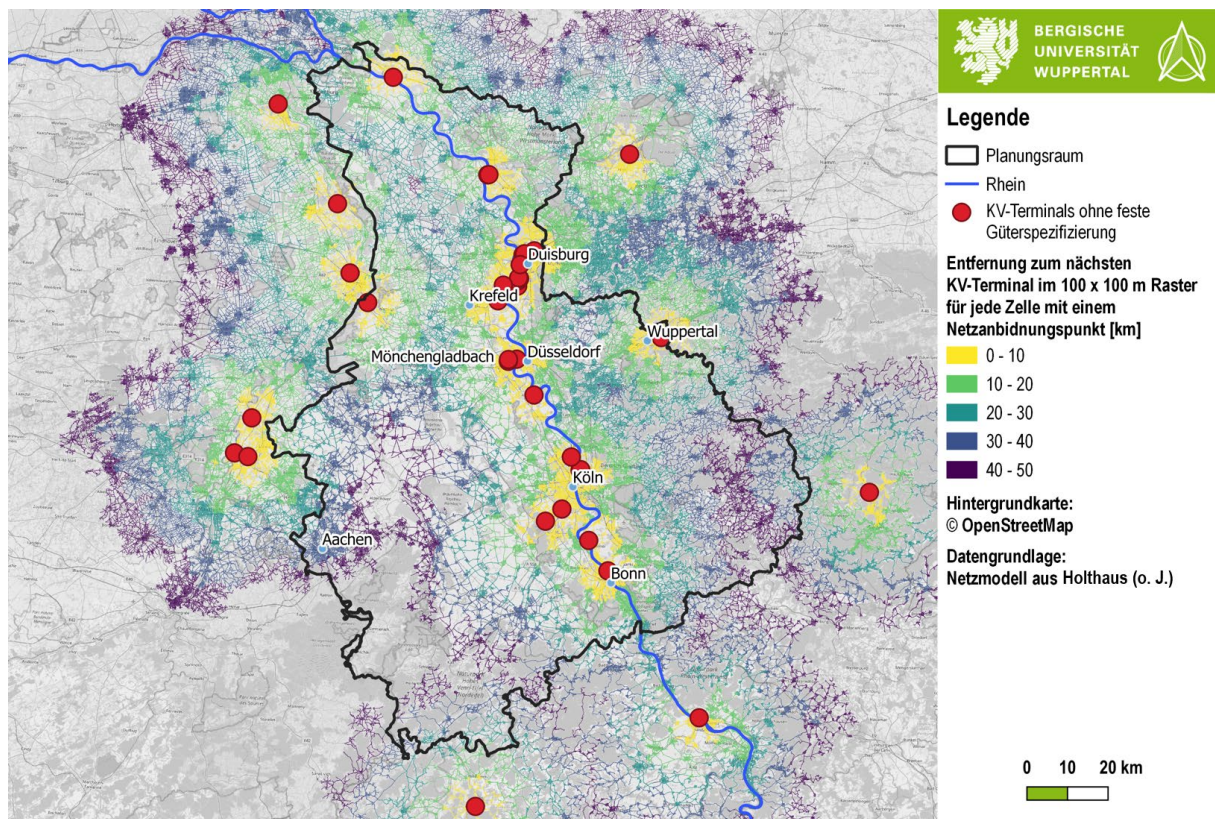 BERGISCHE
UNIVERSITÄT
WUPPERTAL
Legende
Planungsraum
Rhein
KV-Terminals ohne feste
Güterspezifizierung
Entfernung zum nächsten
KV-Terminal im 100 x 100 m Raster
für jede Zelle mit einem
Netzanbidnungspunkt [km]
0 - 10
10 - 20
20 - 30
30 - 40
40 - 50
Hintergrundkarte:
© OpenStreetMap
Datengrundlage:
Netzmodell aus Holthaus (o. J.)
0 10 20 km
Duisburg
Krefeld
Wuppertal
Mönchengladbach
Düsseldorf
Köln
Aachen
Bonn